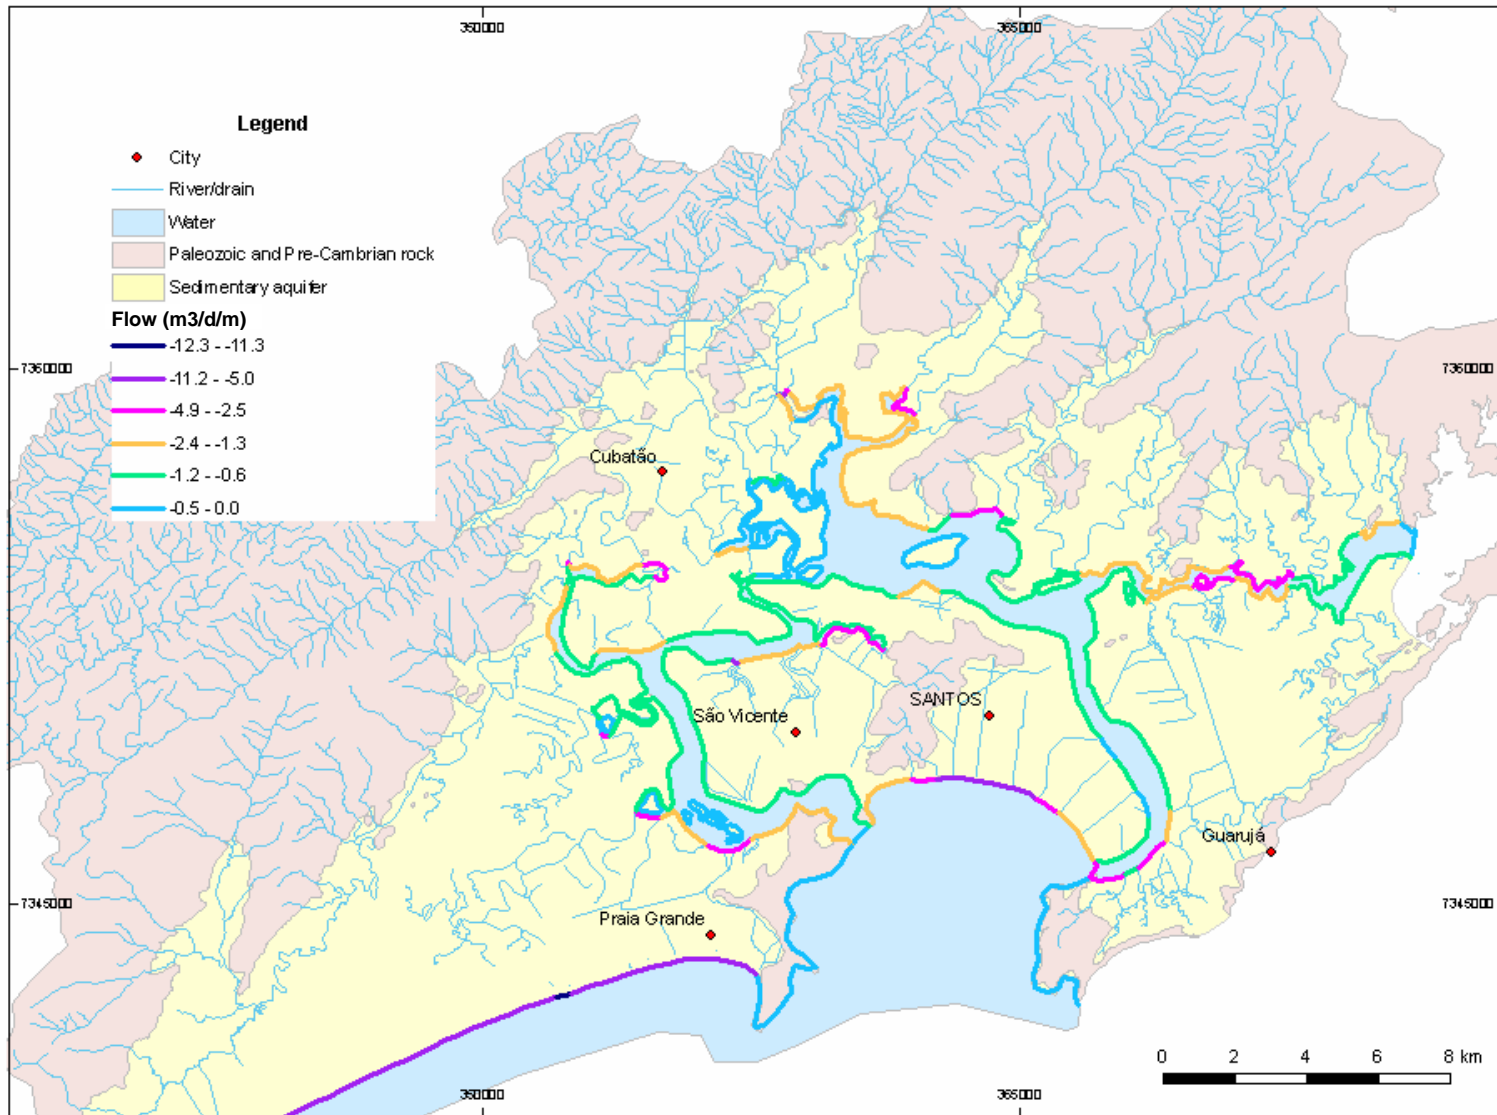 350000
365000
Legend
City
River/drain
Water
Paleozoic and Pre-Cambrian rock
Sedimentary aquifer
Flow (m3/d/m)
-12.3 - -11.3
-11.2 - -5.0
-4.9 - -2.5
-2.4 - -1.3
-1.2 - -0.6
-0.5 - 0.0
7360000
7360000
Cubatão
São Vicente
SANTOS
Guarujá
Praia Grande
7345000
7345000
0 2 4 6 8 km
350000
365000